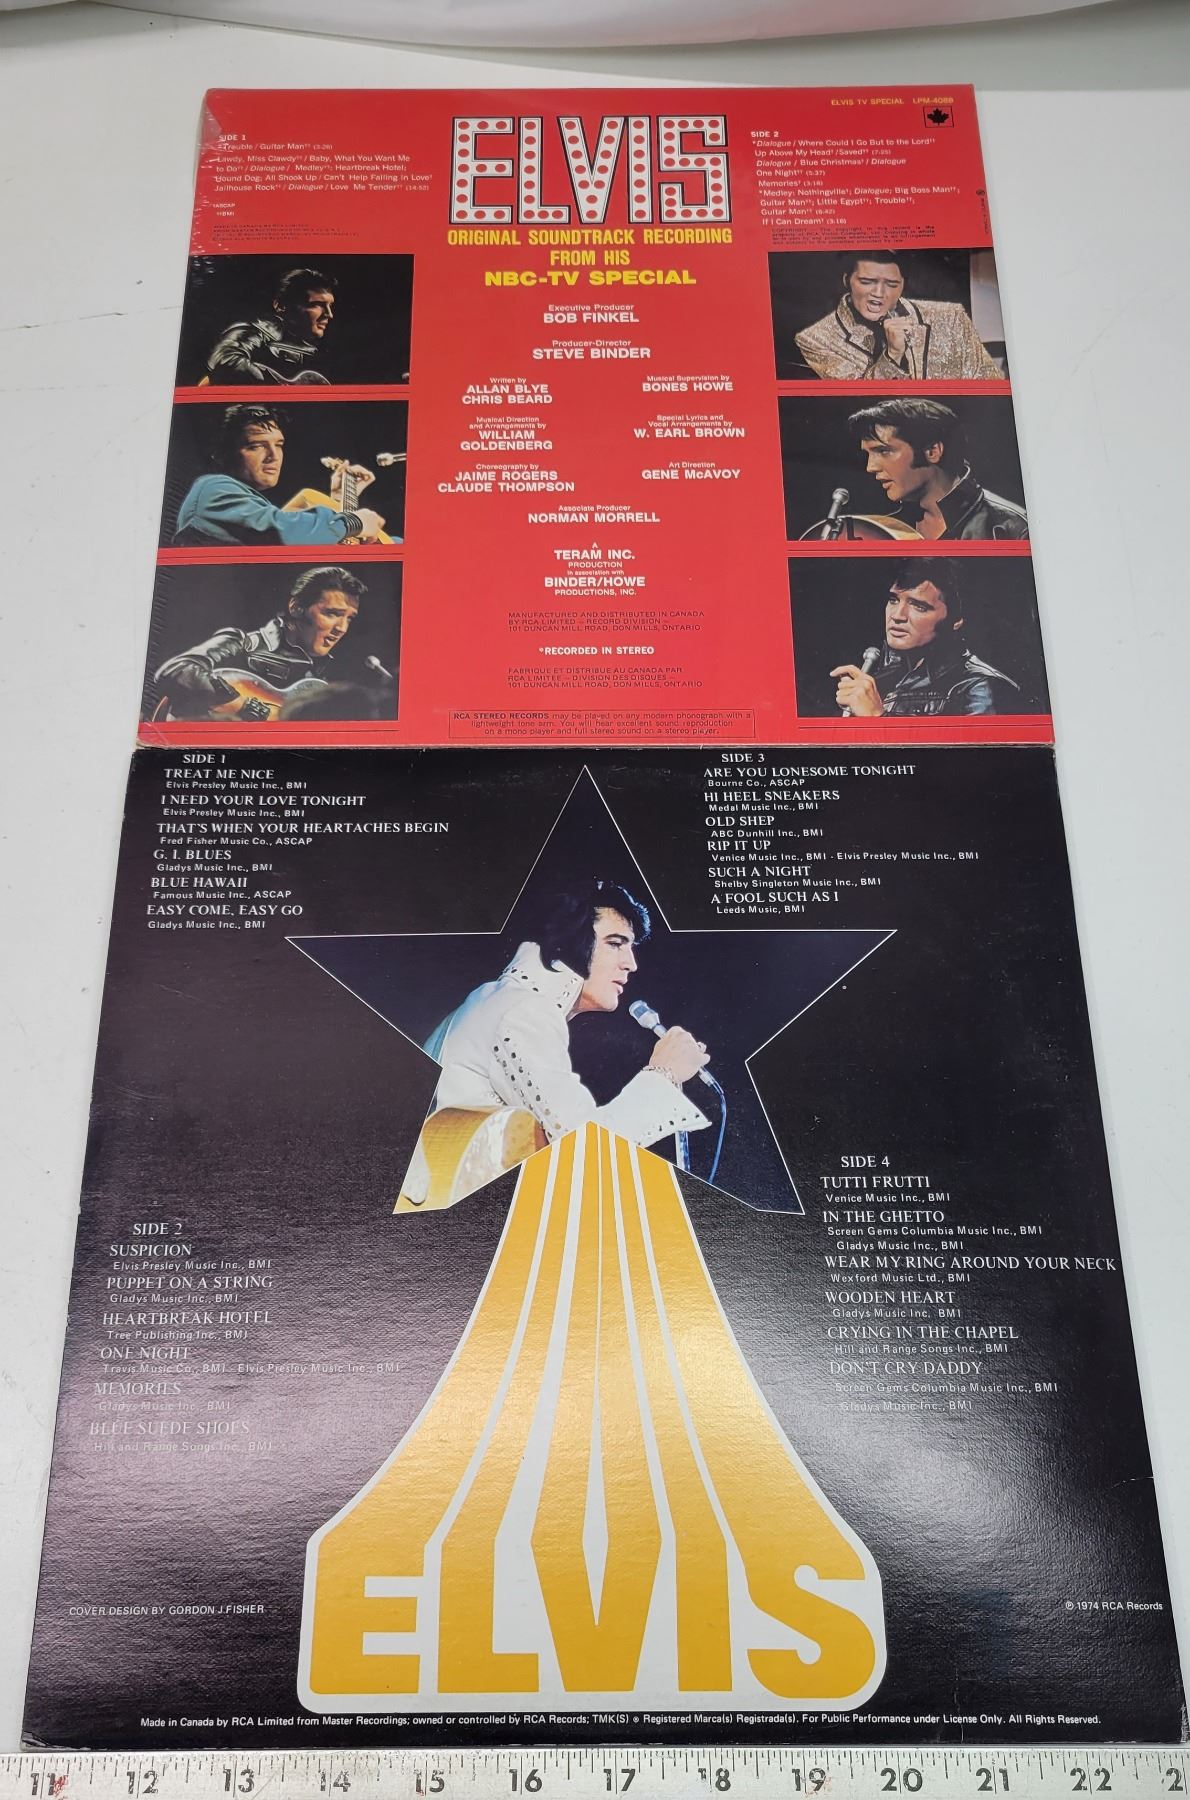 ELVIS TV SPECIAL LPM-4088
SIDE 1
*Trouble / Guitar Man†† (3:26)
Lawdy, Miss Clawdy†† / Baby, What You Want Me
to Do†† / Dialogue / Medley††; Heartbreak Hotel;
Hound Dog; All Shook Up / Can't Help Falling In Love†
Jailhouse Rock†† / Dialogue / Love Me Tender†† (14:52)
†ASCAP
††BMI
ELVIS
ORIGINAL SOUNDTRACK RECORDING
FROM HIS
NBC-TV SPECIAL
SIDE 2
*Dialogue / Where Could I Go But to the Lord††
Up Above My Head† / Saved†† (7:25)
Dialogue / Blue Christmas† / Dialogue
One Night†† (5:37)
Memories† (3:18)
*Medley: Nothingville†; Dialogue; Big Boss Man††;
Guitar Man††; Little Egypt††; Trouble††;
Guitar Man†† (6:42)
If I Can Dream† (3:16)
Executive Producer
BOB FINKEL
Producer-Director
STEVE BINDER
Written by
ALLAN BLYE
CHRIS BEARD
Musical Supervision by
BONES HOWE
Musical Direction
and Arrangements by
WILLIAM
GOLDENBERG
Special Lyrics and
Vocal Arrangements by
W. EARL BROWN
Choreography by
JAIME ROGERS
CLAUDE THOMPSON
Art Direction
GENE McAVOY
Associate Producer
NORMAN MORRELL
A
TERAM INC.
PRODUCTION
in association with
BINDER/HOWE
PRODUCTIONS, INC.
MANUFACTURED AND DISTRIBUTED IN CANADA
BY RCA LIMITED — RECORD DIVISION —
101 DUNCAN MILL ROAD, DON MILLS, ONTARIO
*RECORDED IN STEREO
FABRIQUE ET DISTRIBUE AU CANADA PAR
RCA LIMITEE — DIVISION DES DISQUES —
101 DUNCAN MILL ROAD, DON MILLS, ONTARIO
RCA STEREO RECORDS may be played on any modern phonograph with a
lightweight tone arm. You will hear excellent sound reproduction
on a mono player and full stereo sound on a stereo player.
SIDE 1
TREAT ME NICE
Elvis Presley Music Inc., BMI
I NEED YOUR LOVE TONIGHT
Elvis Presley Music Inc., BMI
THAT'S WHEN YOUR HEARTACHES BEGIN
Fred Fisher Music Co., ASCAP
G. I. BLUES
Gladys Music Inc., BMI
BLUE HAWAII
Famous Music Inc., ASCAP
EASY COME, EASY GO
Gladys Music Inc., BMI
SIDE 3
ARE YOU LONESOME TONIGHT
Bourne Co., ASCAP
HI HEEL SNEAKERS
Medal Music Inc., BMI
OLD SHEP
ABC Dunhill Inc., BMI
RIP IT UP
Venice Music Inc., BMI - Elvis Presley Music Inc., BMI
SUCH A NIGHT
Shelby Singleton Music Inc., BMI
A FOOL SUCH AS I
Leeds Music, BMI
SIDE 2
SUSPICION
Elvis Presley Music Inc., BMI
PUPPET ON A STRING
Gladys Music Inc., BMI
HEARTBREAK HOTEL
Tree Publishing Inc., BMI
ONE NIGHT
Travis Music Co., BMI - Elvis Presley Music Inc., BMI
MEMORIES
Gladys Music Inc., BMI
BLUE SUEDE SHOES
Hill and Range Songs Inc., BMI
SIDE 4
TUTTI FRUTTI
Venice Music Inc., BMI
IN THE GHETTO
Screen Gems Columbia Music Inc., BMI
Gladys Music Inc., BMI
WEAR MY RING AROUND YOUR NECK
Wexford Music Ltd., BMI
WOODEN HEART
Gladys Music Inc. BMI
CRYING IN THE CHAPEL
Hill and Range Songs Inc., BMI
DON'T CRY DADDY
Screen Gems Columbia Music Inc., BMI
Gladys Music Inc., BMI
ELVIS
COVER DESIGN BY GORDON J. FISHER
℗ 1974 RCA Records
Made in Canada by RCA Limited from Master Recordings; owned or controlled by RCA Records; TMK(S) ® Registered Marca(s) Registrada(s). For Public Performance under License Only. All Rights Reserved.
11 12 13 14 15 16 17 18 19 20 21 22 2